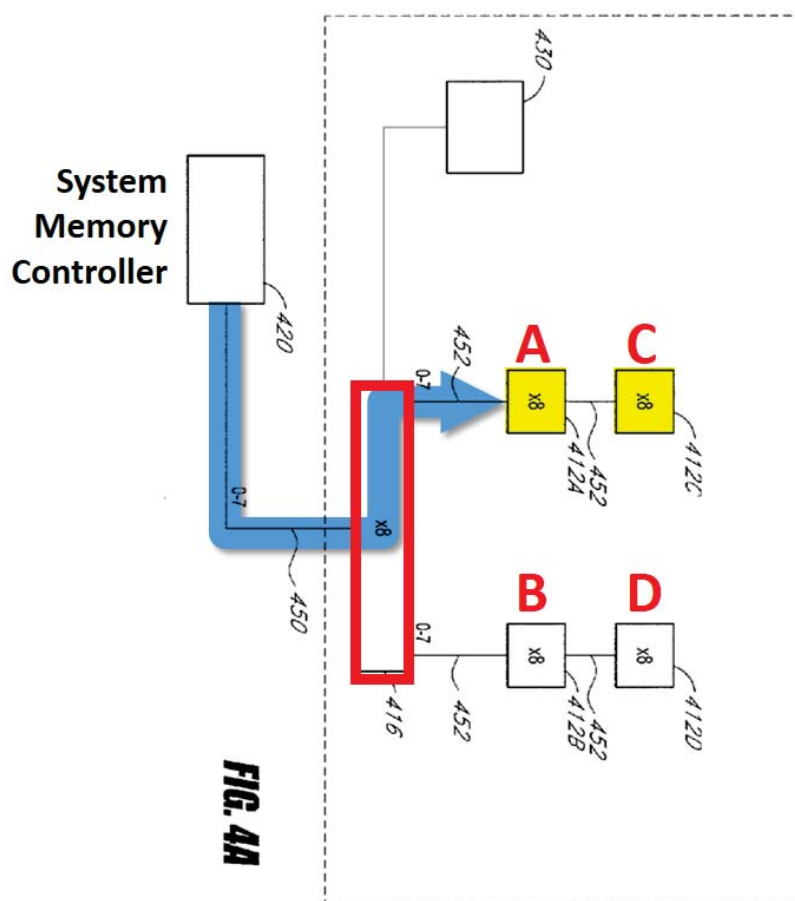 430
System
Memory
Controller
420
452
0-7
A
C
x8
x8
412A
452
412C
0-7
x8
450
B
D
0-7
x8
x8
452
416
412B
452
412D
FIG. 4A